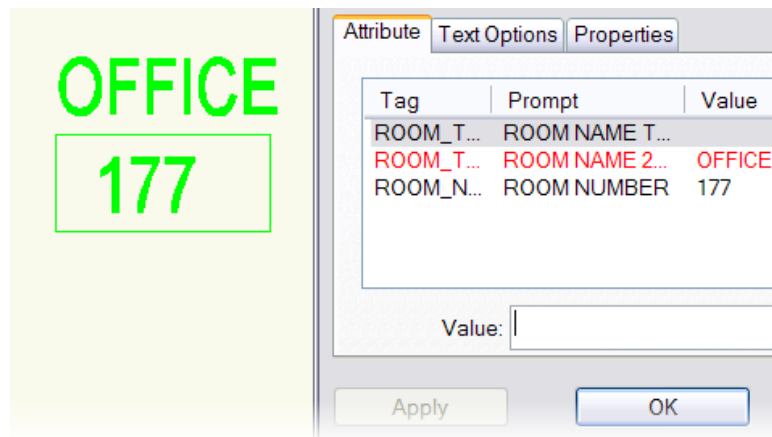 OFFICE
177
Attribute Text Options Properties
Tag Prompt Value
ROOM_T... ROOM NAME T...
ROOM_T... ROOM NAME 2... OFFICE
ROOM_N... ROOM NUMBER 177
Value:
Apply OK